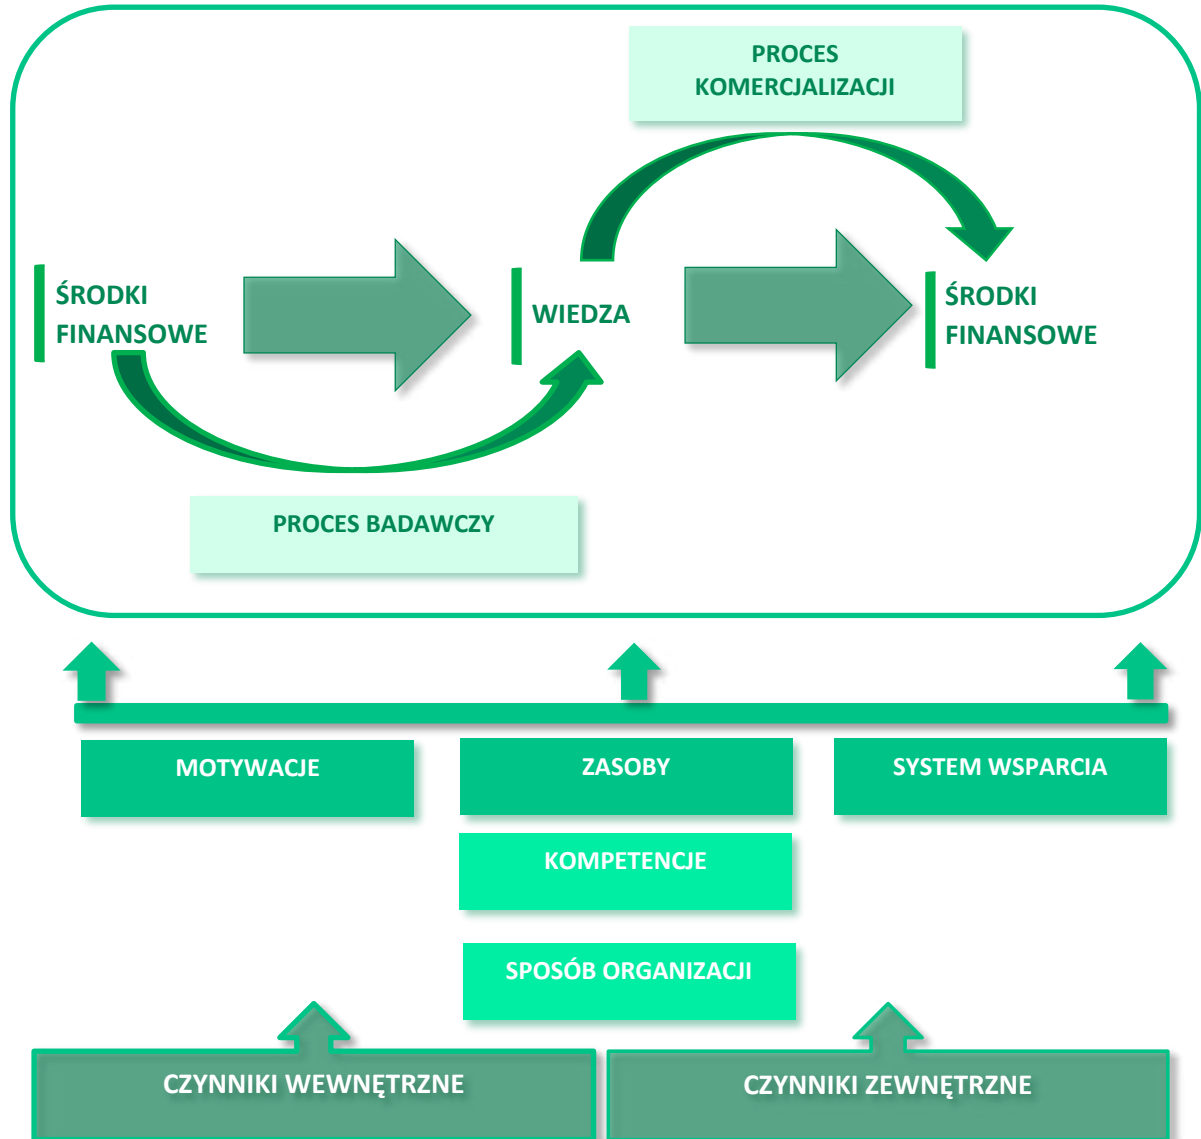 PROCES
KOMERCJALIZACJI
ŚRODKI
FINANSOWE
WIEDZA
ŚRODKI
FINANSOWE
PROCES BADAWCZY
MOTYWACJE
ZASOBY
SYSTEM WSPARCIA
KOMPETENCJE
SPOSÓB ORGANIZACJI
CZYNNIKI WEWNĘTRZNE
CZYNNIKI ZEWNĘTRZNE